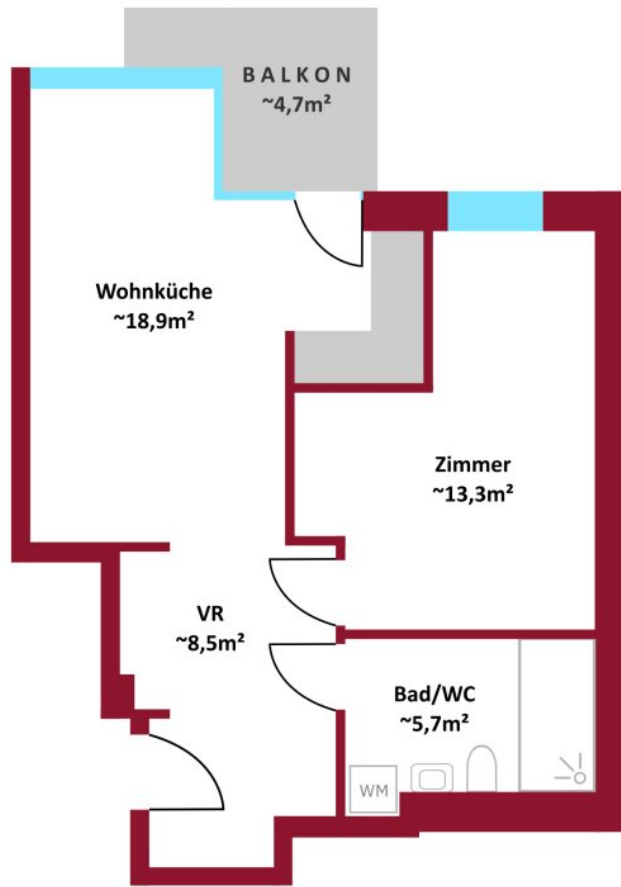 BALKON
~4,7m²
Wohnküche
~18,9m²
Zimmer
~13,3m²
VR
~8,5m²
Bad/WC
~5,7m²
WM